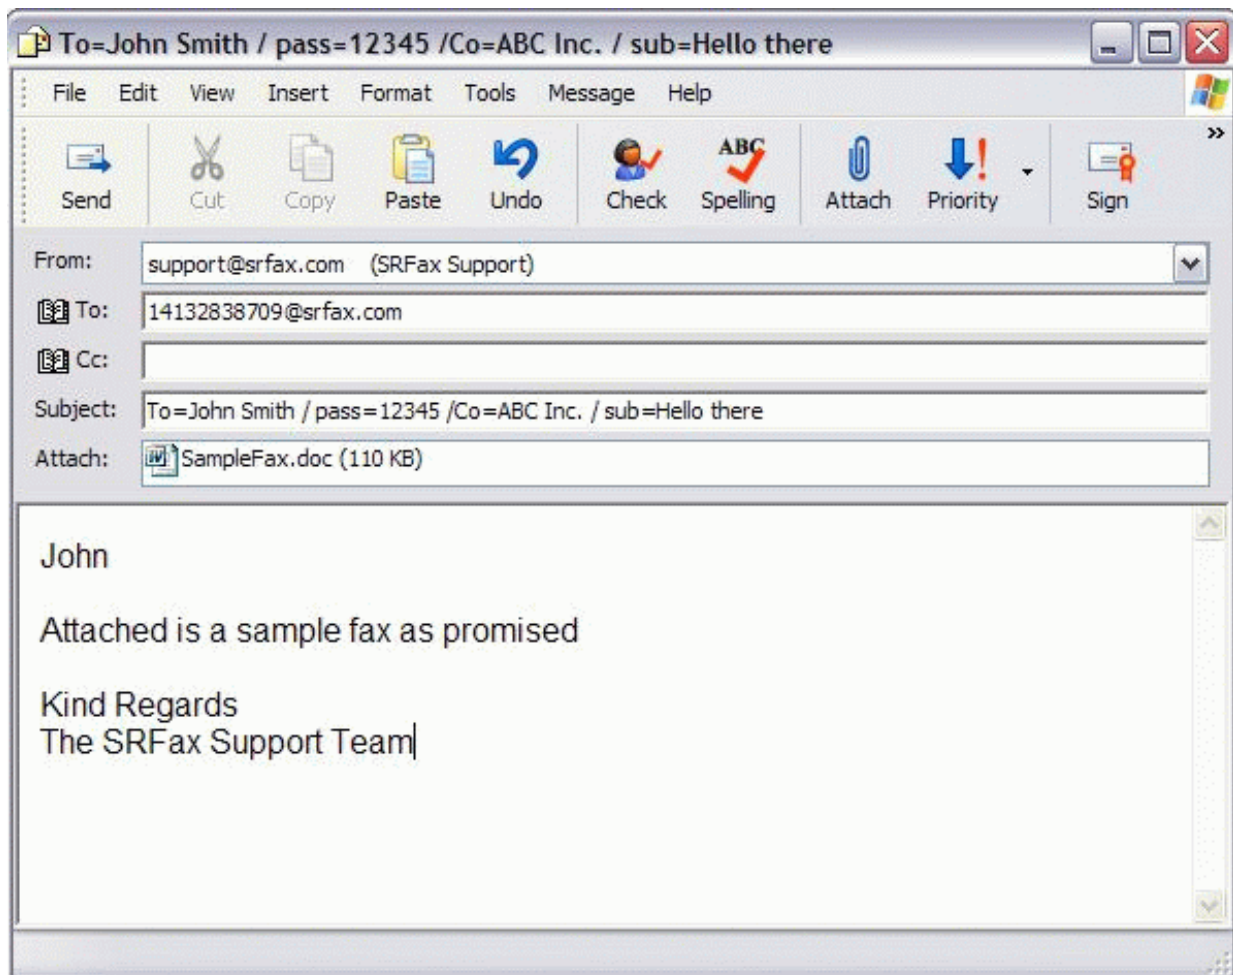 To=John Smith / pass=12345 /Co=ABC Inc. / sub=Hello there
File Edit View Insert Format Tools Message Help
Send Cut Copy Paste Undo Check ABC Spelling Attach Priority Sign »
From: support@srfax.com (SRFax Support)
To: 14132838709@srfax.com
Cc:
Subject: To=John Smith / pass=12345 /Co=ABC Inc. / sub=Hello there
Attach: SampleFax.doc (110 KB)
John
Attached is a sample fax as promised
Kind Regards
The SRFax Support Team